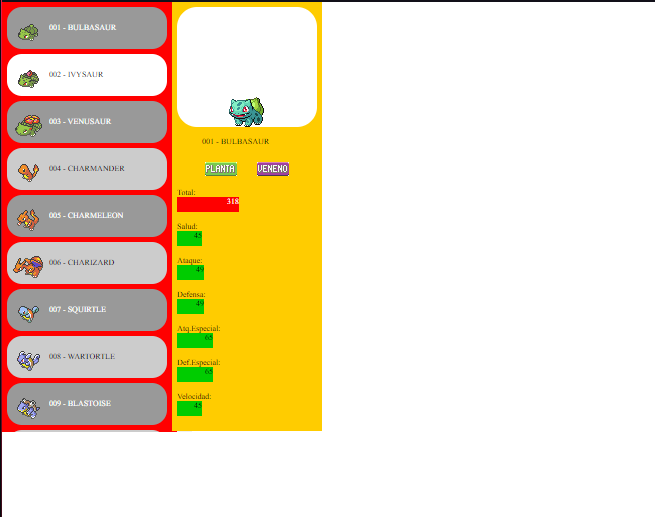 001 - BULBASAUR
002 - IVYSAUR
003 - VENUSAUR
004 - CHARMANDER
005 - CHARMELEON
006 - CHARIZARD
007 - SQUIRTLE
008 - WARTORTLE
009 - BLASTOISE
001 - BULBASAUR
PLANTA VENENO
Total:
318
Salud:
45
Ataque:
49
Defensa:
49
Atq.Especial:
65
Def.Especial:
65
Velocidad:
45